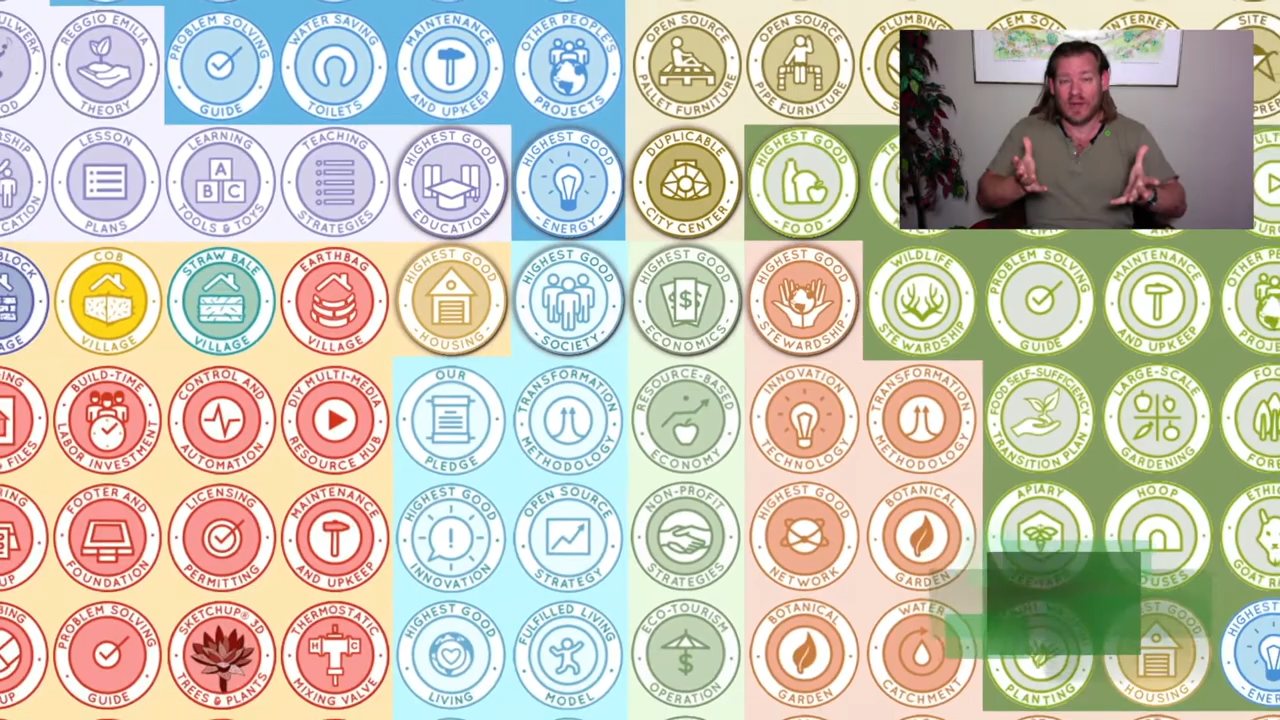 REGGIO EMILIA THEORY
PROBLEM SOLVING GUIDE
WATER SAVING TOILETS
MAINTENANCE AND UPKEEP
OTHER PEOPLE'S PROJECTS
OPEN SOURCE PALLET FURNITURE
OPEN SOURCE PIPE FURNITURE
PLUMBING
INTERNET
SITE
LESSON PLANS
LEARNING TOOLS & TOYS
A B C
TEACHING STRATEGIES
HIGHEST GOOD EDUCATION
HIGHEST GOOD ENERGY
DUPLICABLE CITY CENTER
HIGHEST GOOD FOOD
COB VILLAGE
STRAW BALE VILLAGE
EARTHBAG VILLAGE
HIGHEST GOOD HOUSING
HIGHEST GOOD SOCIETY
HIGHEST GOOD ECONOMICS
HIGHEST GOOD STEWARDSHIP
WILDLIFE STEWARDSHIP
PROBLEM SOLVING GUIDE
MAINTENANCE AND UPKEEP
BUILD-TIME LABOR INVESTMENT
CONTROL AND AUTOMATION
DIY MULTI-MEDIA RESOURCE HUB
OUR PLEDGE
TRANSFORMATION METHODOLOGY
RESOURCE-BASED ECONOMY
INNOVATION TECHNOLOGY
TRANSFORMATION METHODOLOGY
FOOD SELF-SUFFICIENCY TRANSITION PLAN
LARGE-SCALE GARDENING
FOOTER AND FOUNDATION
LICENSING PERMITTING
MAINTENANCE AND UPKEEP
HIGHEST GOOD INNOVATION
OPEN SOURCE STRATEGY
NON-PROFIT STRATEGIES
HIGHEST GOOD NETWORK
BOTANICAL GARDEN
APIARY
HOOP
PROBLEM SOLVING GUIDE
SKETCHUP® 3D TREES & PLANTS
THERMOSTATIC MIXING VALVE
H C
HIGHEST GOOD LIVING
FULFILLED LIVING MODEL
ECO-TOURISM OPERATION
BOTANICAL GARDEN
WATER CATCHMENT
PLANTING
HOUSING